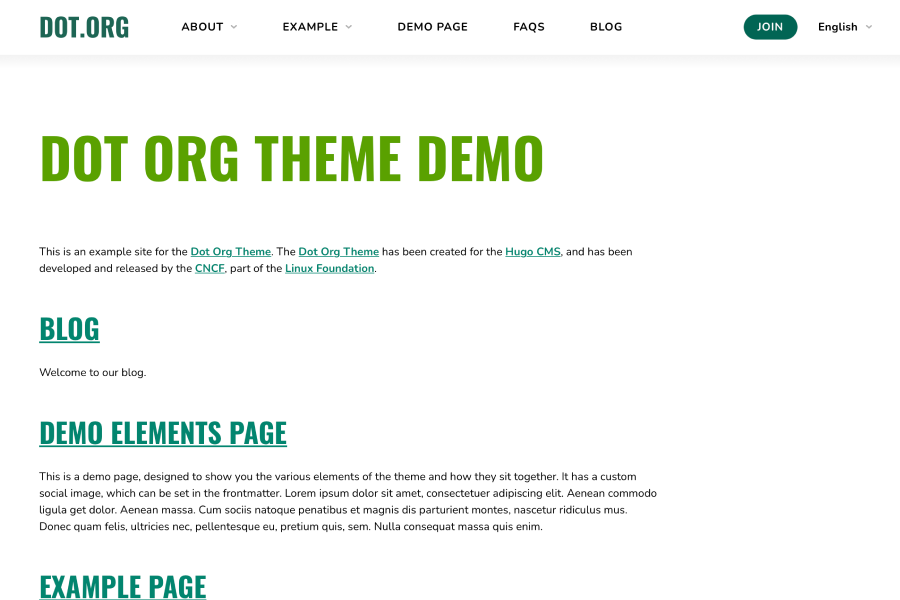 DOT.ORG
ABOUT EXAMPLE DEMO PAGE FAQS BLOG JOIN English
DOT ORG THEME DEMO
This is an example site for the Dot Org Theme. The Dot Org Theme has been created for the Hugo CMS, and has been
developed and released by the CNCF, part of the Linux Foundation.
BLOG
Welcome to our blog.
DEMO ELEMENTS PAGE
This is a demo page, designed to show you the various elements of the theme and how they sit together. It has a custom
social image, which can be set in the frontmatter. Lorem ipsum dolor sit amet, consectetuer adipiscing elit. Aenean commodo
ligula get dolor. Aenean massa. Cum sociis natoque penatibus et magnis dis parturient montes, nascetur ridiculus mus.
Donec quam felis, ultricies nec, pellentesque eu, pretium quis, sem. Nulla consequat massa quis enim.
EXAMPLE PAGE